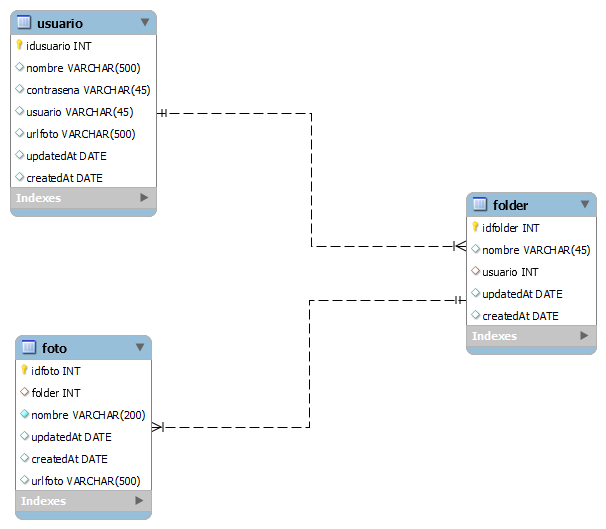 usuario
idusuario INT
nombre VARCHAR(500)
contrasena VARCHAR(45)
usuario VARCHAR(45)
urlfoto VARCHAR(500)
updatedAt DATE
createdAt DATE
Indexes
folder
idfolder INT
nombre VARCHAR(45)
usuario INT
updatedAt DATE
createdAt DATE
Indexes
foto
idfoto INT
folder INT
nombre VARCHAR(200)
updatedAt DATE
createdAt DATE
urlfoto VARCHAR(500)
Indexes